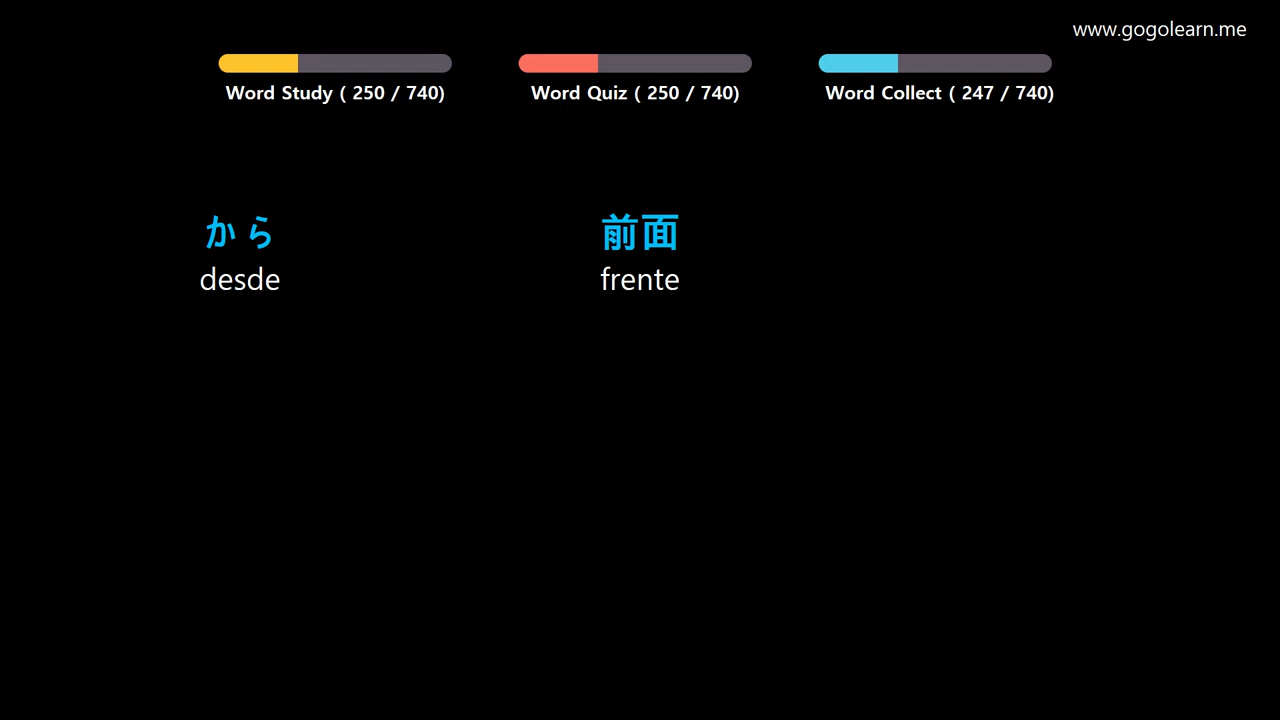 www.gogolearn.me
Word Study ( 250 / 740)
Word Quiz ( 250 / 740)
Word Collect ( 247 / 740)
から
desde
前面
frente